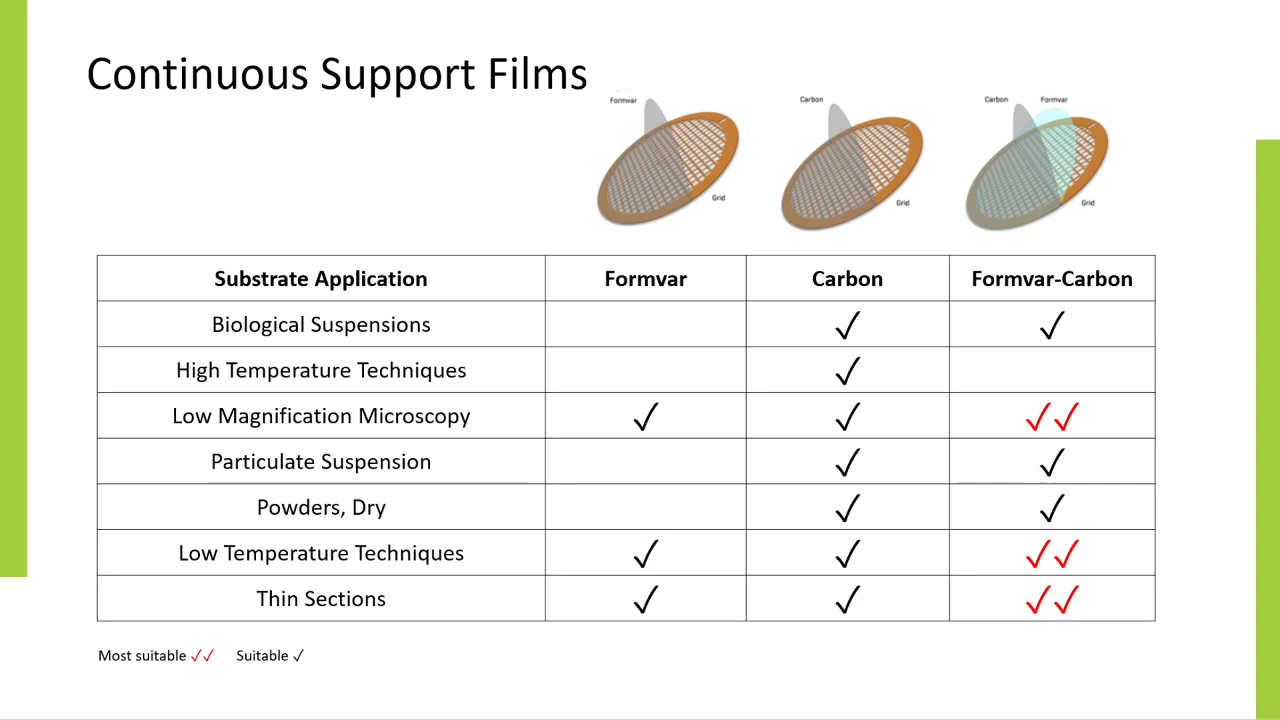 Continuous Support Films
Formvar
Grid
Carbon
Grid
Carbon Formvar
Grid
Substrate Application Formvar Carbon Formvar-Carbon
Biological Suspensions ✓ ✓
High Temperature Techniques ✓
Low Magnification Microscopy ✓ ✓ ✓✓
Particulate Suspension ✓ ✓
Powders, Dry ✓ ✓
Low Temperature Techniques ✓ ✓ ✓✓
Thin Sections ✓ ✓ ✓✓
Most suitable ✓✓ Suitable ✓